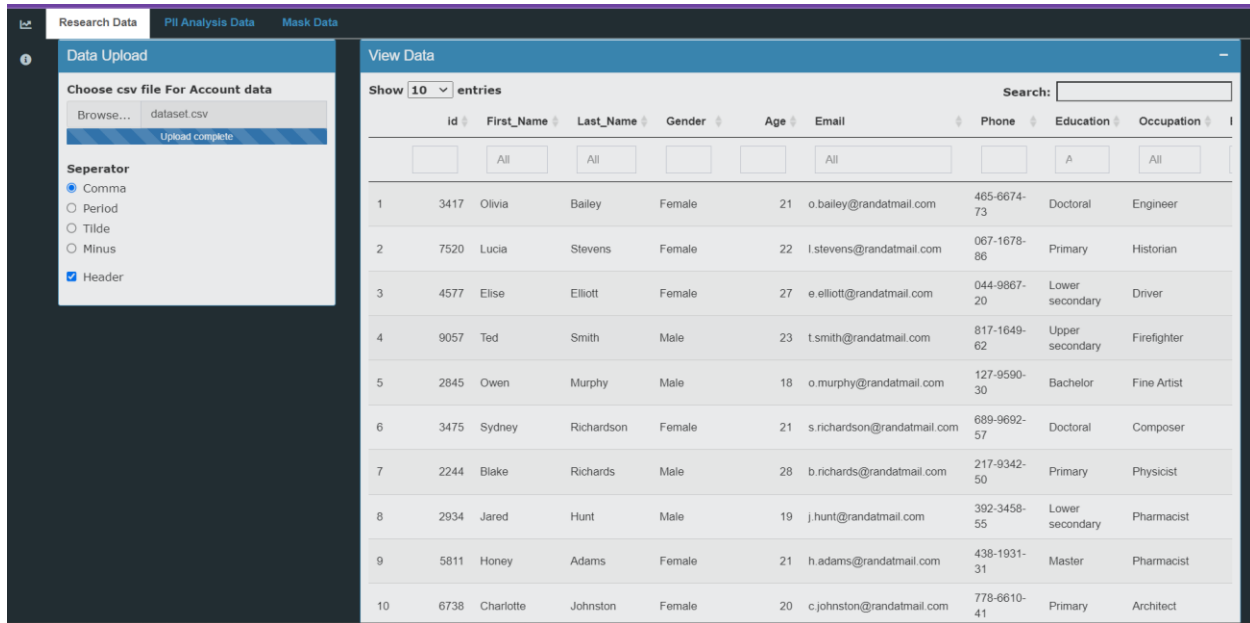 Research Data PII Analysis Data Mask Data
Data Upload
Choose csv file For Account data
Browse... dataset.csv
Upload complete
Seperator
Comma
Period
Tilde
Minus
Header
View Data
Show 10 entries
Search:
id First_Name Last_Name Gender Age Email Phone Education Occupation
All All All A All
1 3417 Olivia Bailey Female 21 o.bailey@randatmail.com 465-6674-
73 Doctoral Engineer
2 7520 Lucia Stevens Female 22 l.stevens@randatmail.com 067-1678-
86 Primary Historian
3 4577 Elise Elliott Female 27 e.elliott@randatmail.com 044-9867- Lower
20 secondary Driver
4 9057 Ted Smith Male 23 t.smith@randatmail.com 817-1649- Upper
62 secondary Firefighter
5 2845 Owen Murphy Male 18 o.murphy@randatmail.com 127-9590-
30 Bachelor Fine Artist
6 3475 Sydney Richardson Female 21 s.richardson@randatmail.com 689-9692-
57 Doctoral Composer
7 2244 Blake Richards Male 28 b.richards@randatmail.com 217-9342-
50 Primary Physicist
8 2934 Jared Hunt Male 19 j.hunt@randatmail.com 392-3458- Lower
55 secondary Pharmacist
9 5811 Honey Adams Female 21 h.adams@randatmail.com 438-1931-
31 Master Pharmacist
10 6738 Charlotte Johnston Female 20 c.johnston@randatmail.com 778-6610-
41 Primary Architect